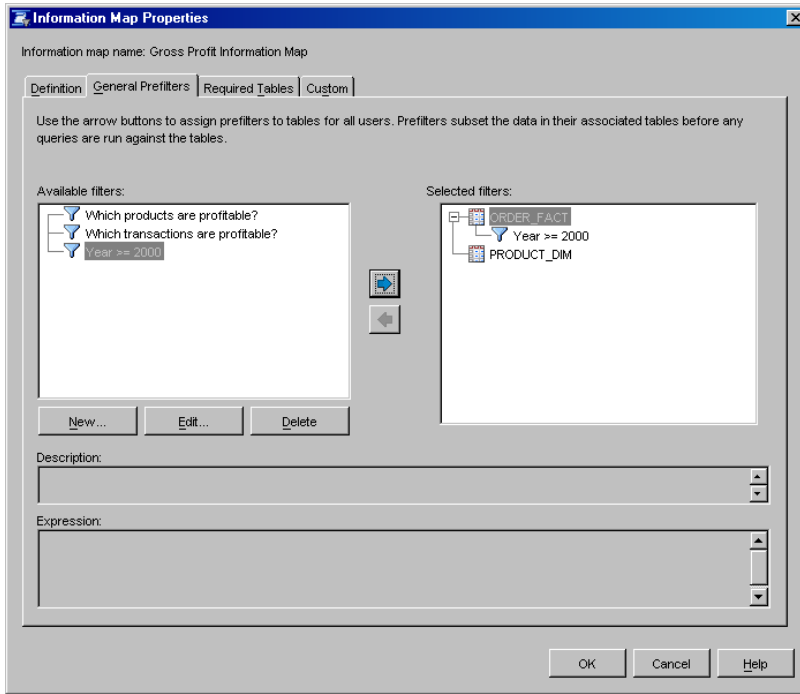 Information Map Properties
Information map name: Gross Profit Information Map
Definition General Prefilters Required Tables Custom
Use the arrow buttons to assign prefilters to tables for all users. Prefilters subset the data in their associated tables before any
queries are run against the tables.
Available filters:
Which products are profitable?
Which transactions are profitable?
Year >= 2000
Selected filters:
ORDER_FACT
Year >= 2000
PRODUCT_DIM
New... Edit... Delete
Description:
Expression:
OK Cancel Help